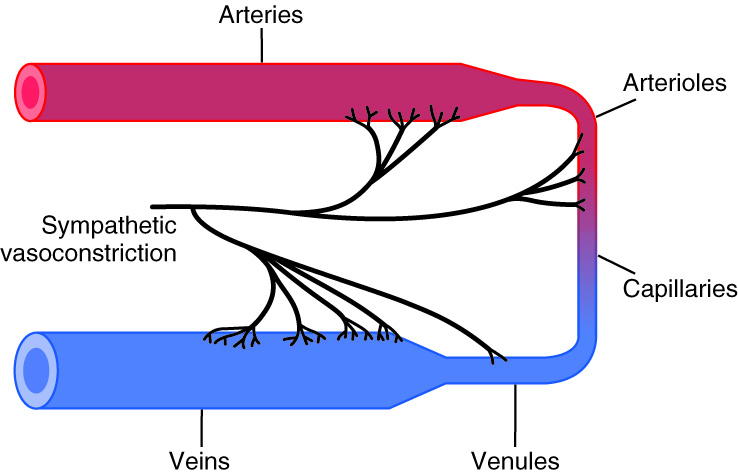 Arteries
Arterioles
Sympathetic
vasoconstriction
Capillaries
Veins
Venules